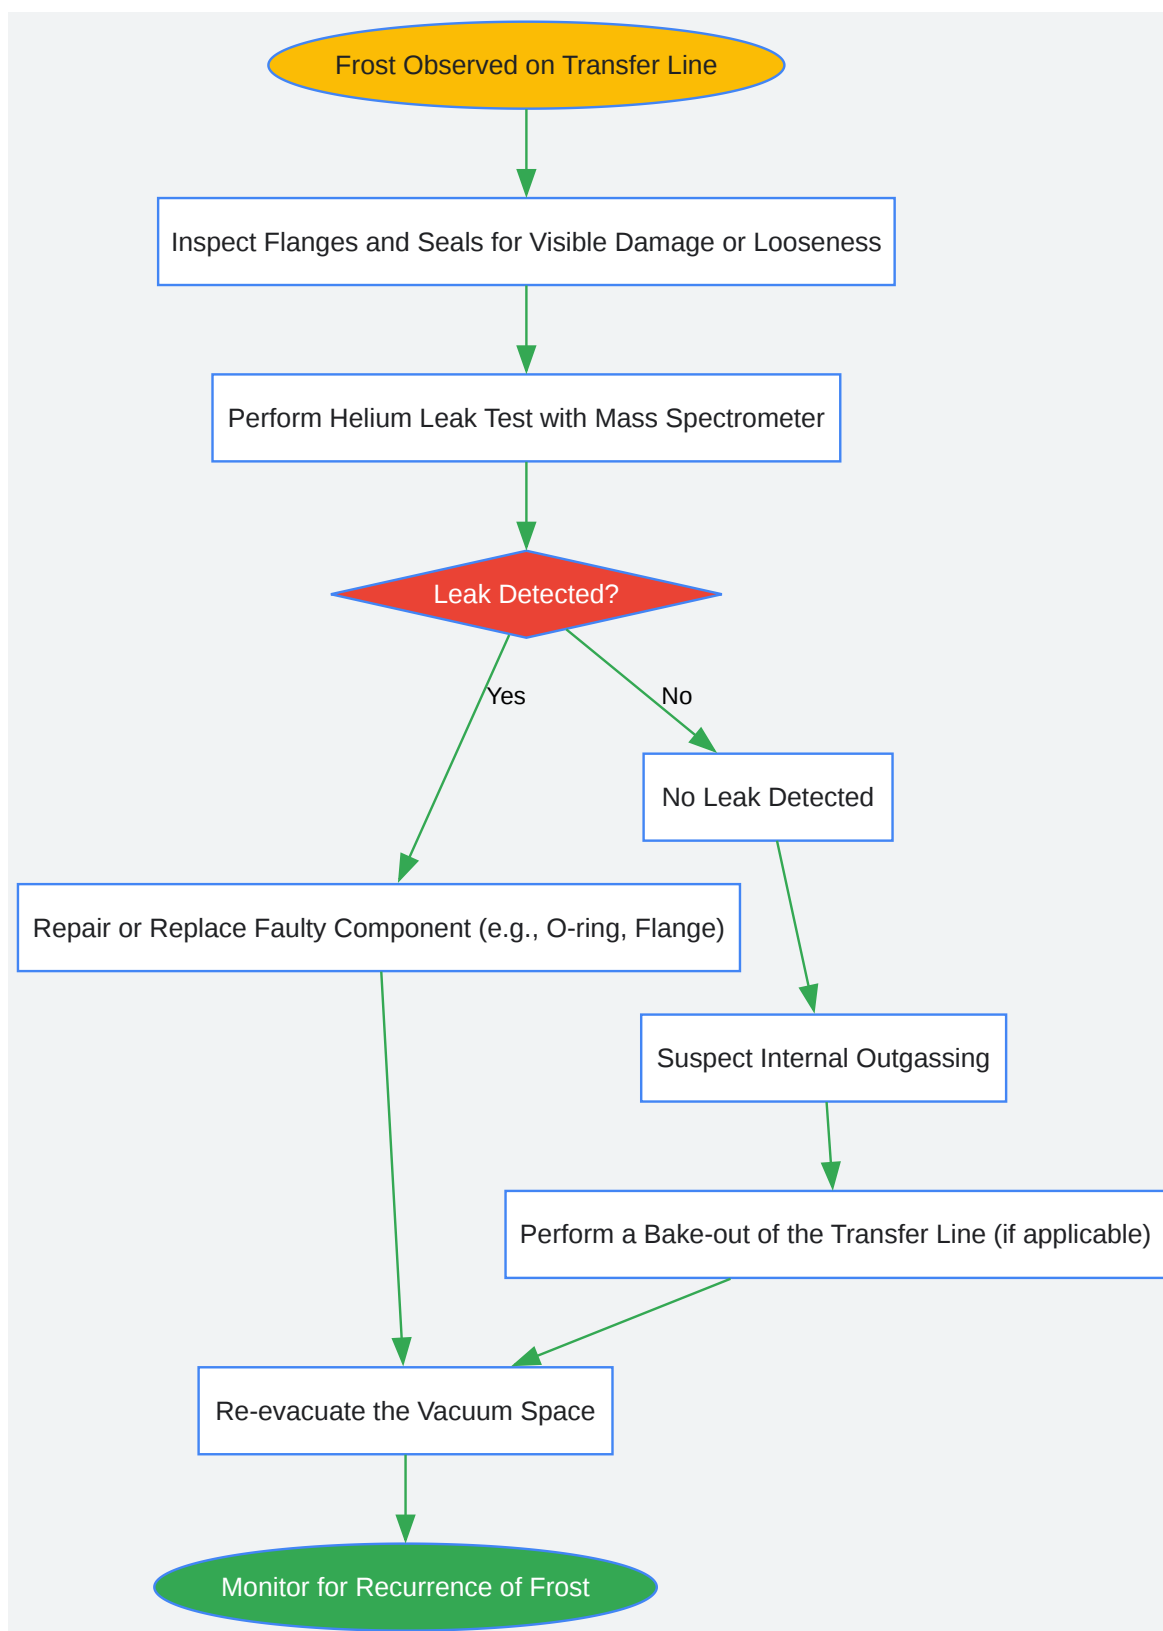 Frost Observed on Transfer Line
Inspect Flanges and Seals for Visible Damage or Looseness
Perform Helium Leak Test with Mass Spectrometer
Leak Detected?
Yes
No
No Leak Detected
Repair or Replace Faulty Component (e.g., O-ring, Flange)
Suspect Internal Outgassing
Perform a Bake-out of the Transfer Line (if applicable)
Re-evacuate the Vacuum Space
Monitor for Recurrence of Frost